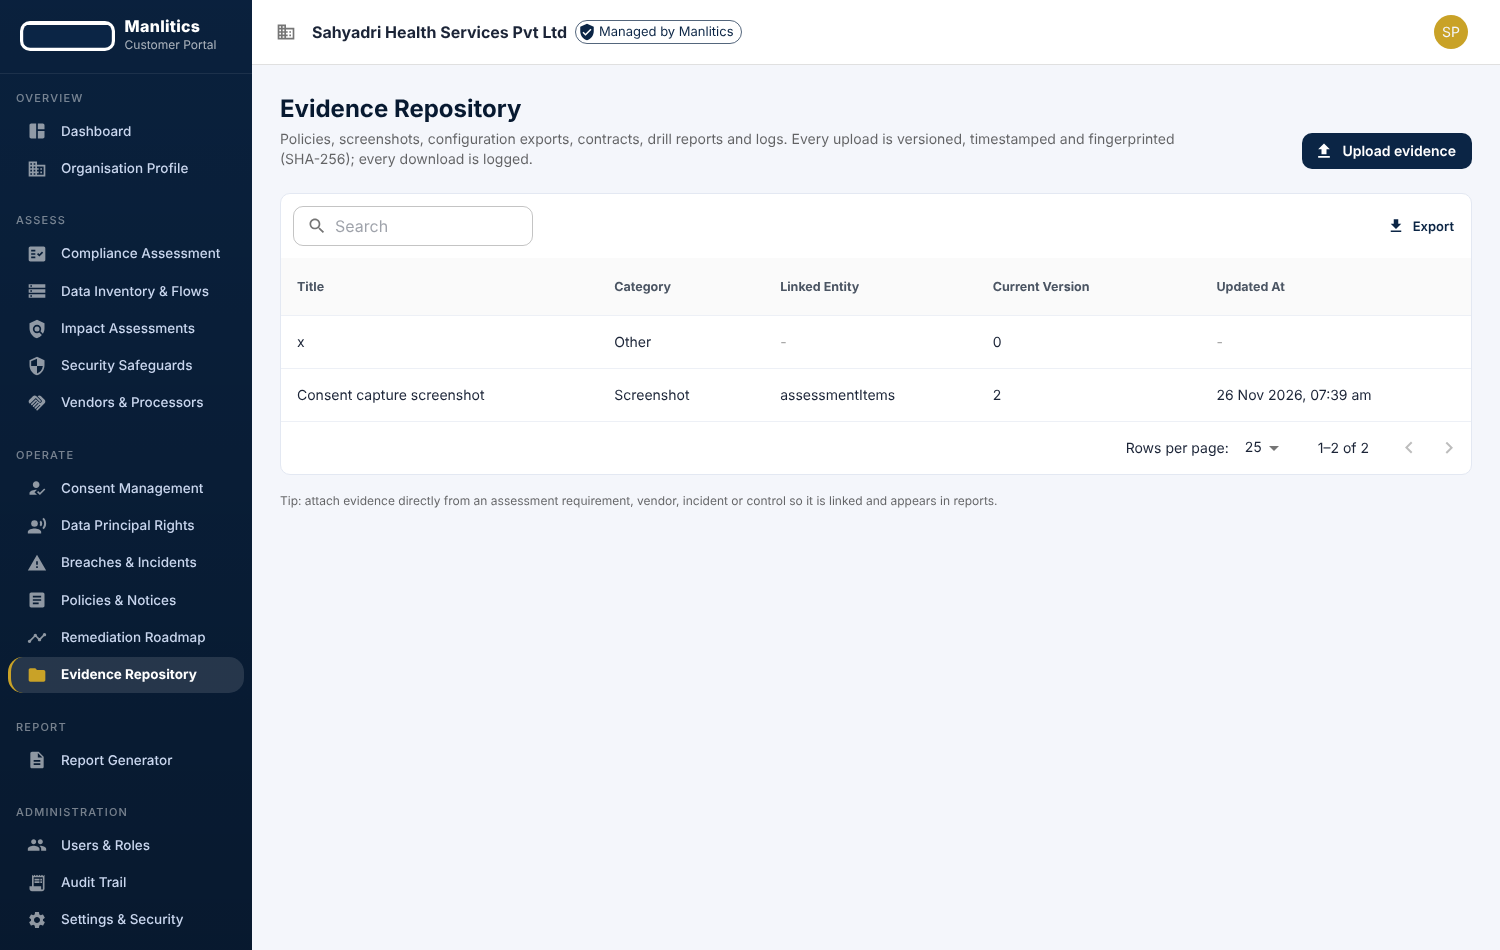 Manlitics
Customer Portal
OVERVIEW
Dashboard
Organisation Profile
ASSESS
Compliance Assessment
Data Inventory & Flows
Impact Assessments
Security Safeguards
Vendors & Processors
OPERATE
Consent Management
Data Principal Rights
Breaches & Incidents
Policies & Notices
Remediation Roadmap
Evidence Repository
REPORT
Report Generator
ADMINISTRATION
Users & Roles
Audit Trail
Settings & Security
Sahyadri Health Services Pvt Ltd Managed by Manlitics SP
Evidence Repository
Policies, screenshots, configuration exports, contracts, drill reports and logs. Every upload is versioned, timestamped and fingerprinted
(SHA-256); every download is logged.
Upload evidence
Search Export
Title Category Linked Entity Current Version Updated At
x Other - 0 -
Consent capture screenshot Screenshot assessmentItems 2 26 Nov 2026, 07:39 am
Rows per page: 25 1–2 of 2
Tip: attach evidence directly from an assessment requirement, vendor, incident or control so it is linked and appears in reports.